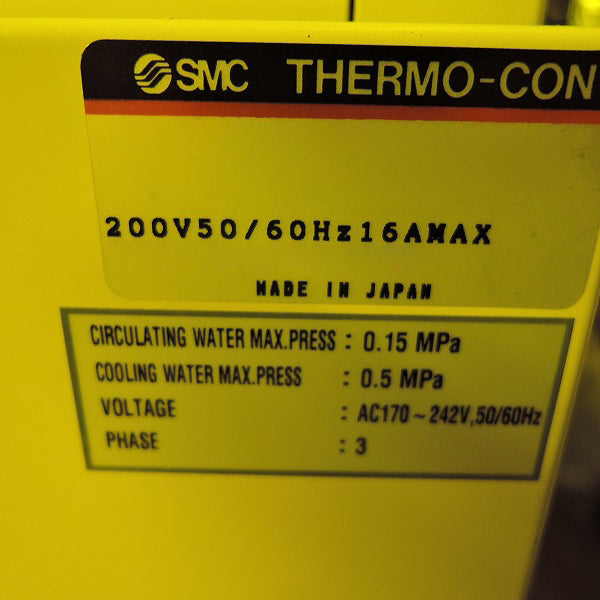 SMC THERMO-CON
200V50/60Hz16AMAX
MADE IN JAPAN
CIRCULATING WATER MAX.PRESS : 0.15 MPa
COOLING WATER MAX.PRESS : 0.5 MPa
VOLTAGE : AC170~242V,50/60Hz
PHASE : 3